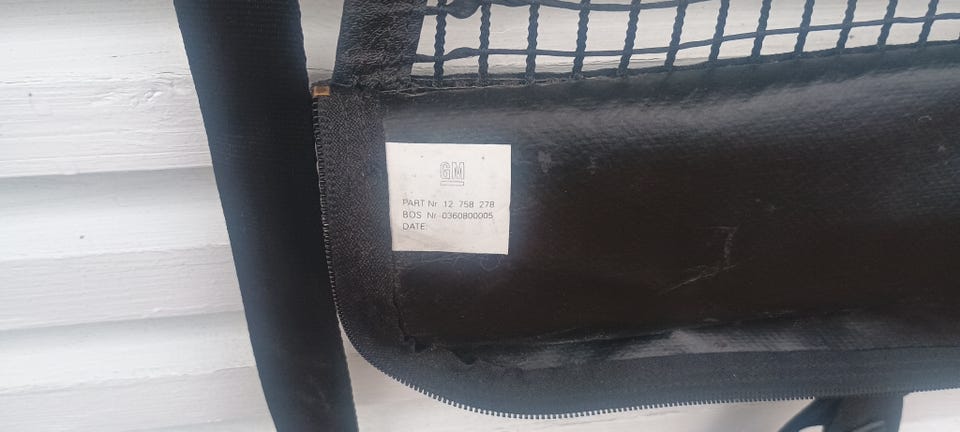 GM
PART Nr 12 758 278
BDS Nr 0360800005
DATE: